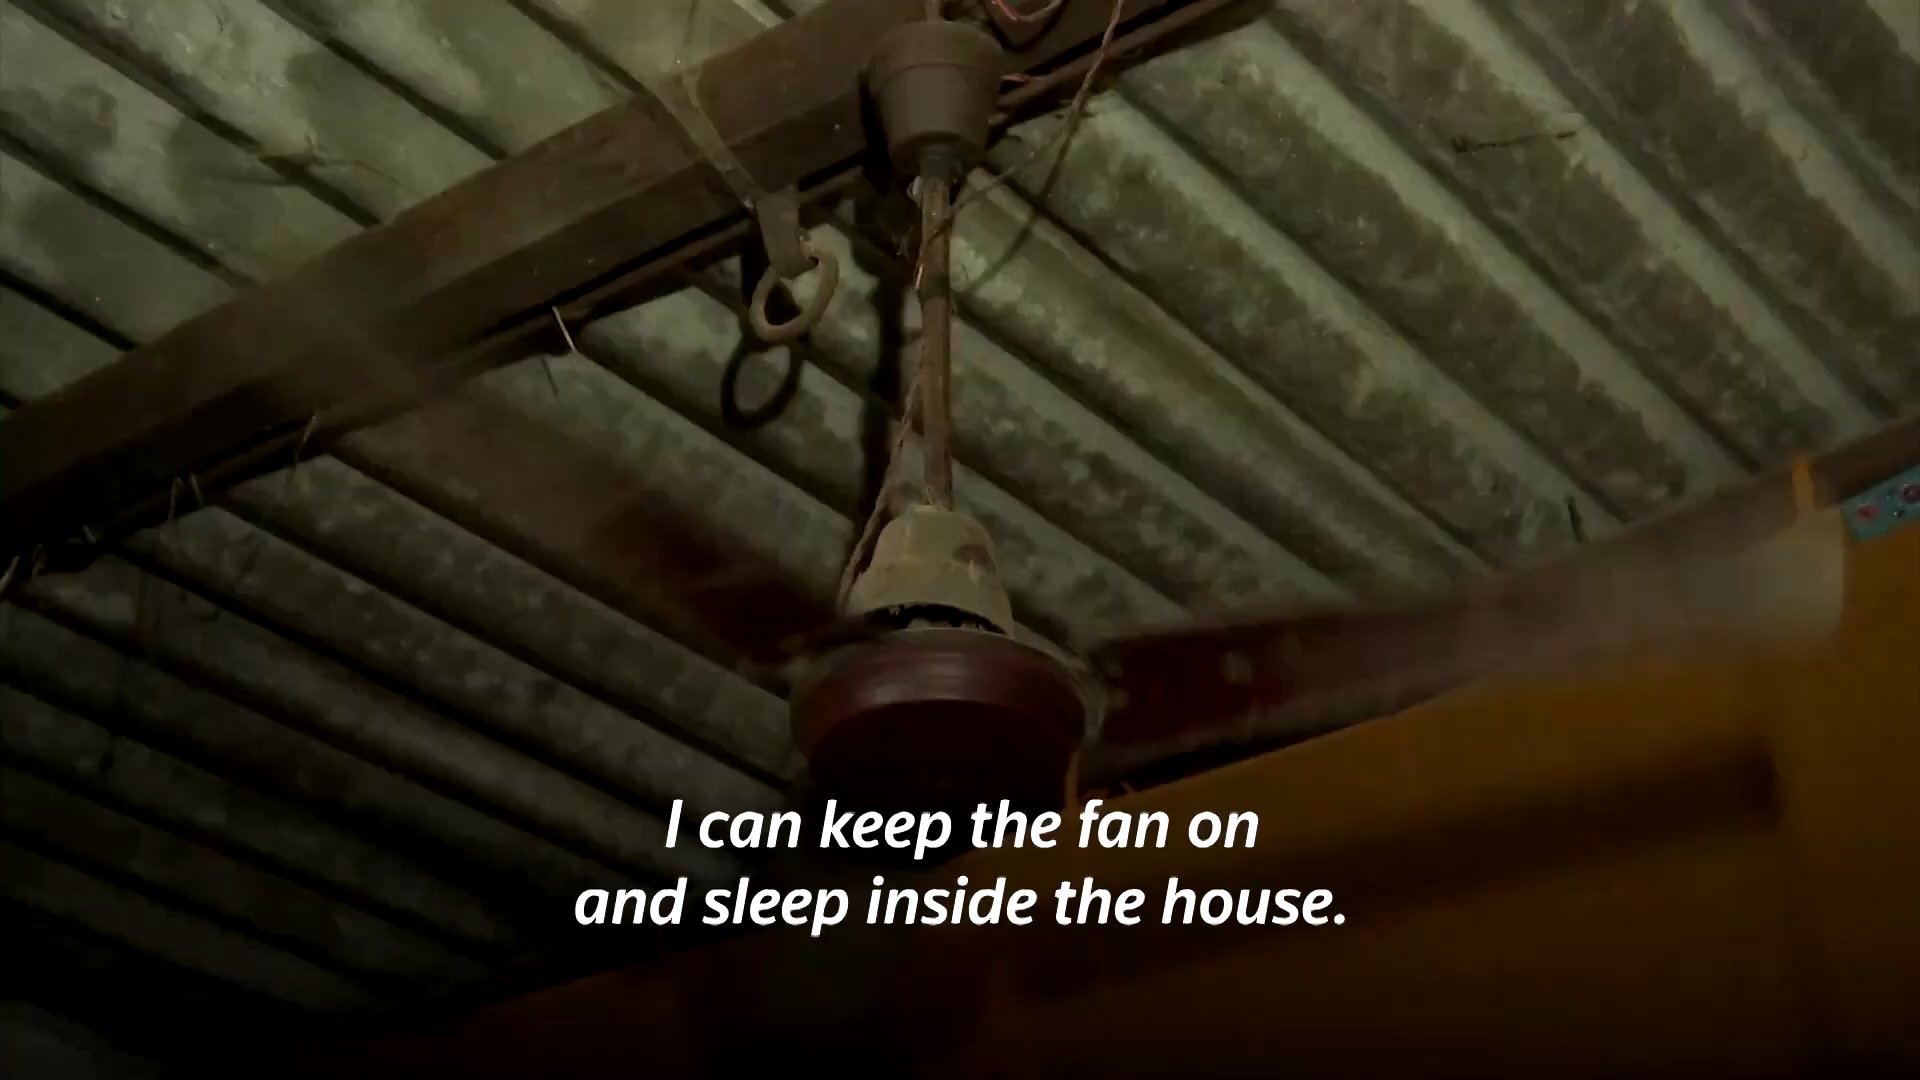 I can keep the fan on
and sleep inside the house.